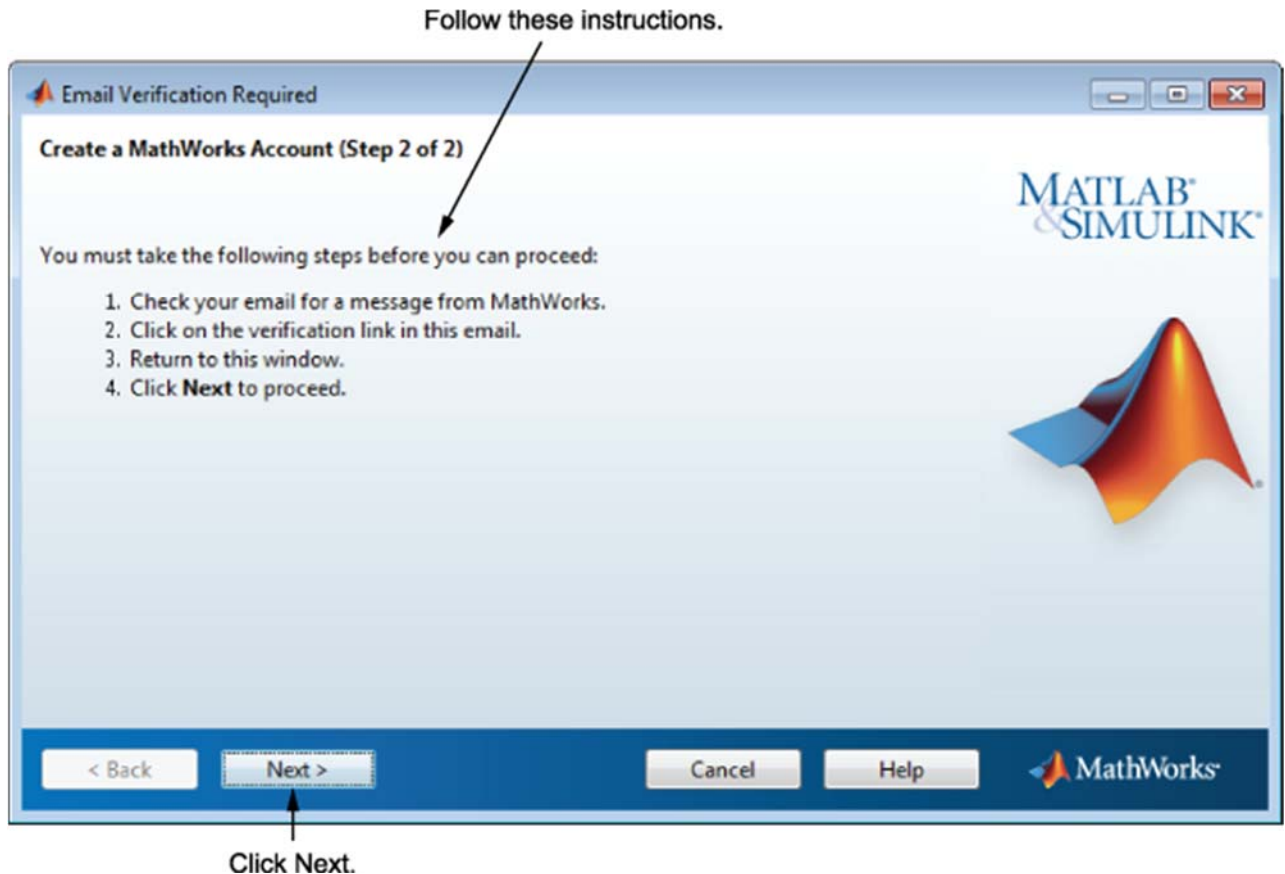 Follow these instructions.
Email Verification Required
Create a MathWorks Account (Step 2 of 2)
MATLAB®
&SIMULINK®
You must take the following steps before you can proceed:
1. Check your email for a message from MathWorks.
2. Click on the verification link in this email.
3. Return to this window.
4. Click Next to proceed.
®
< Back Next > Cancel Help MathWorks®
Click Next.